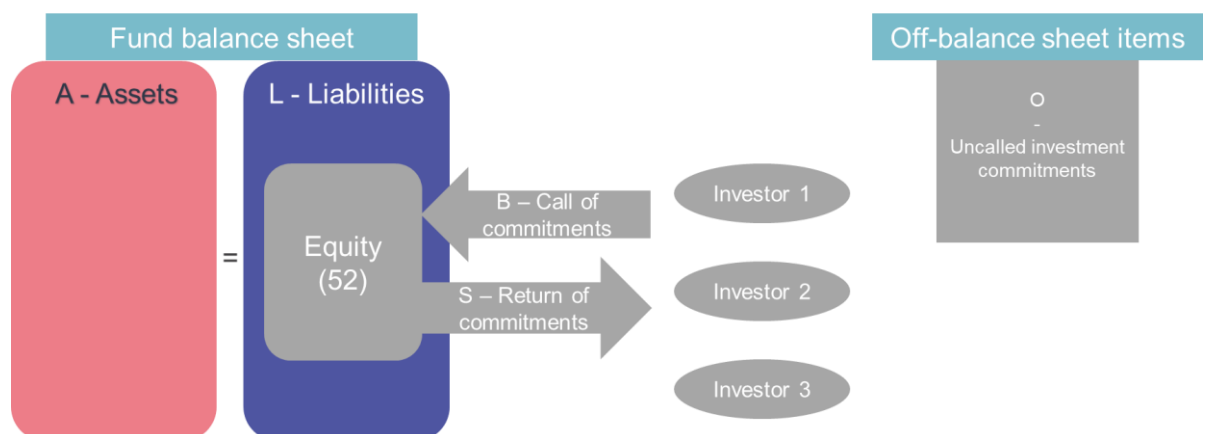 Fund balance sheet
Off-balance sheet items
A - Assets
L - Liabilities
=
Equity
(52)
B – Call of
commitments
S – Return of
commitments
Investor 1
Investor 2
Investor 3
O
-
Uncalled investment
commitments